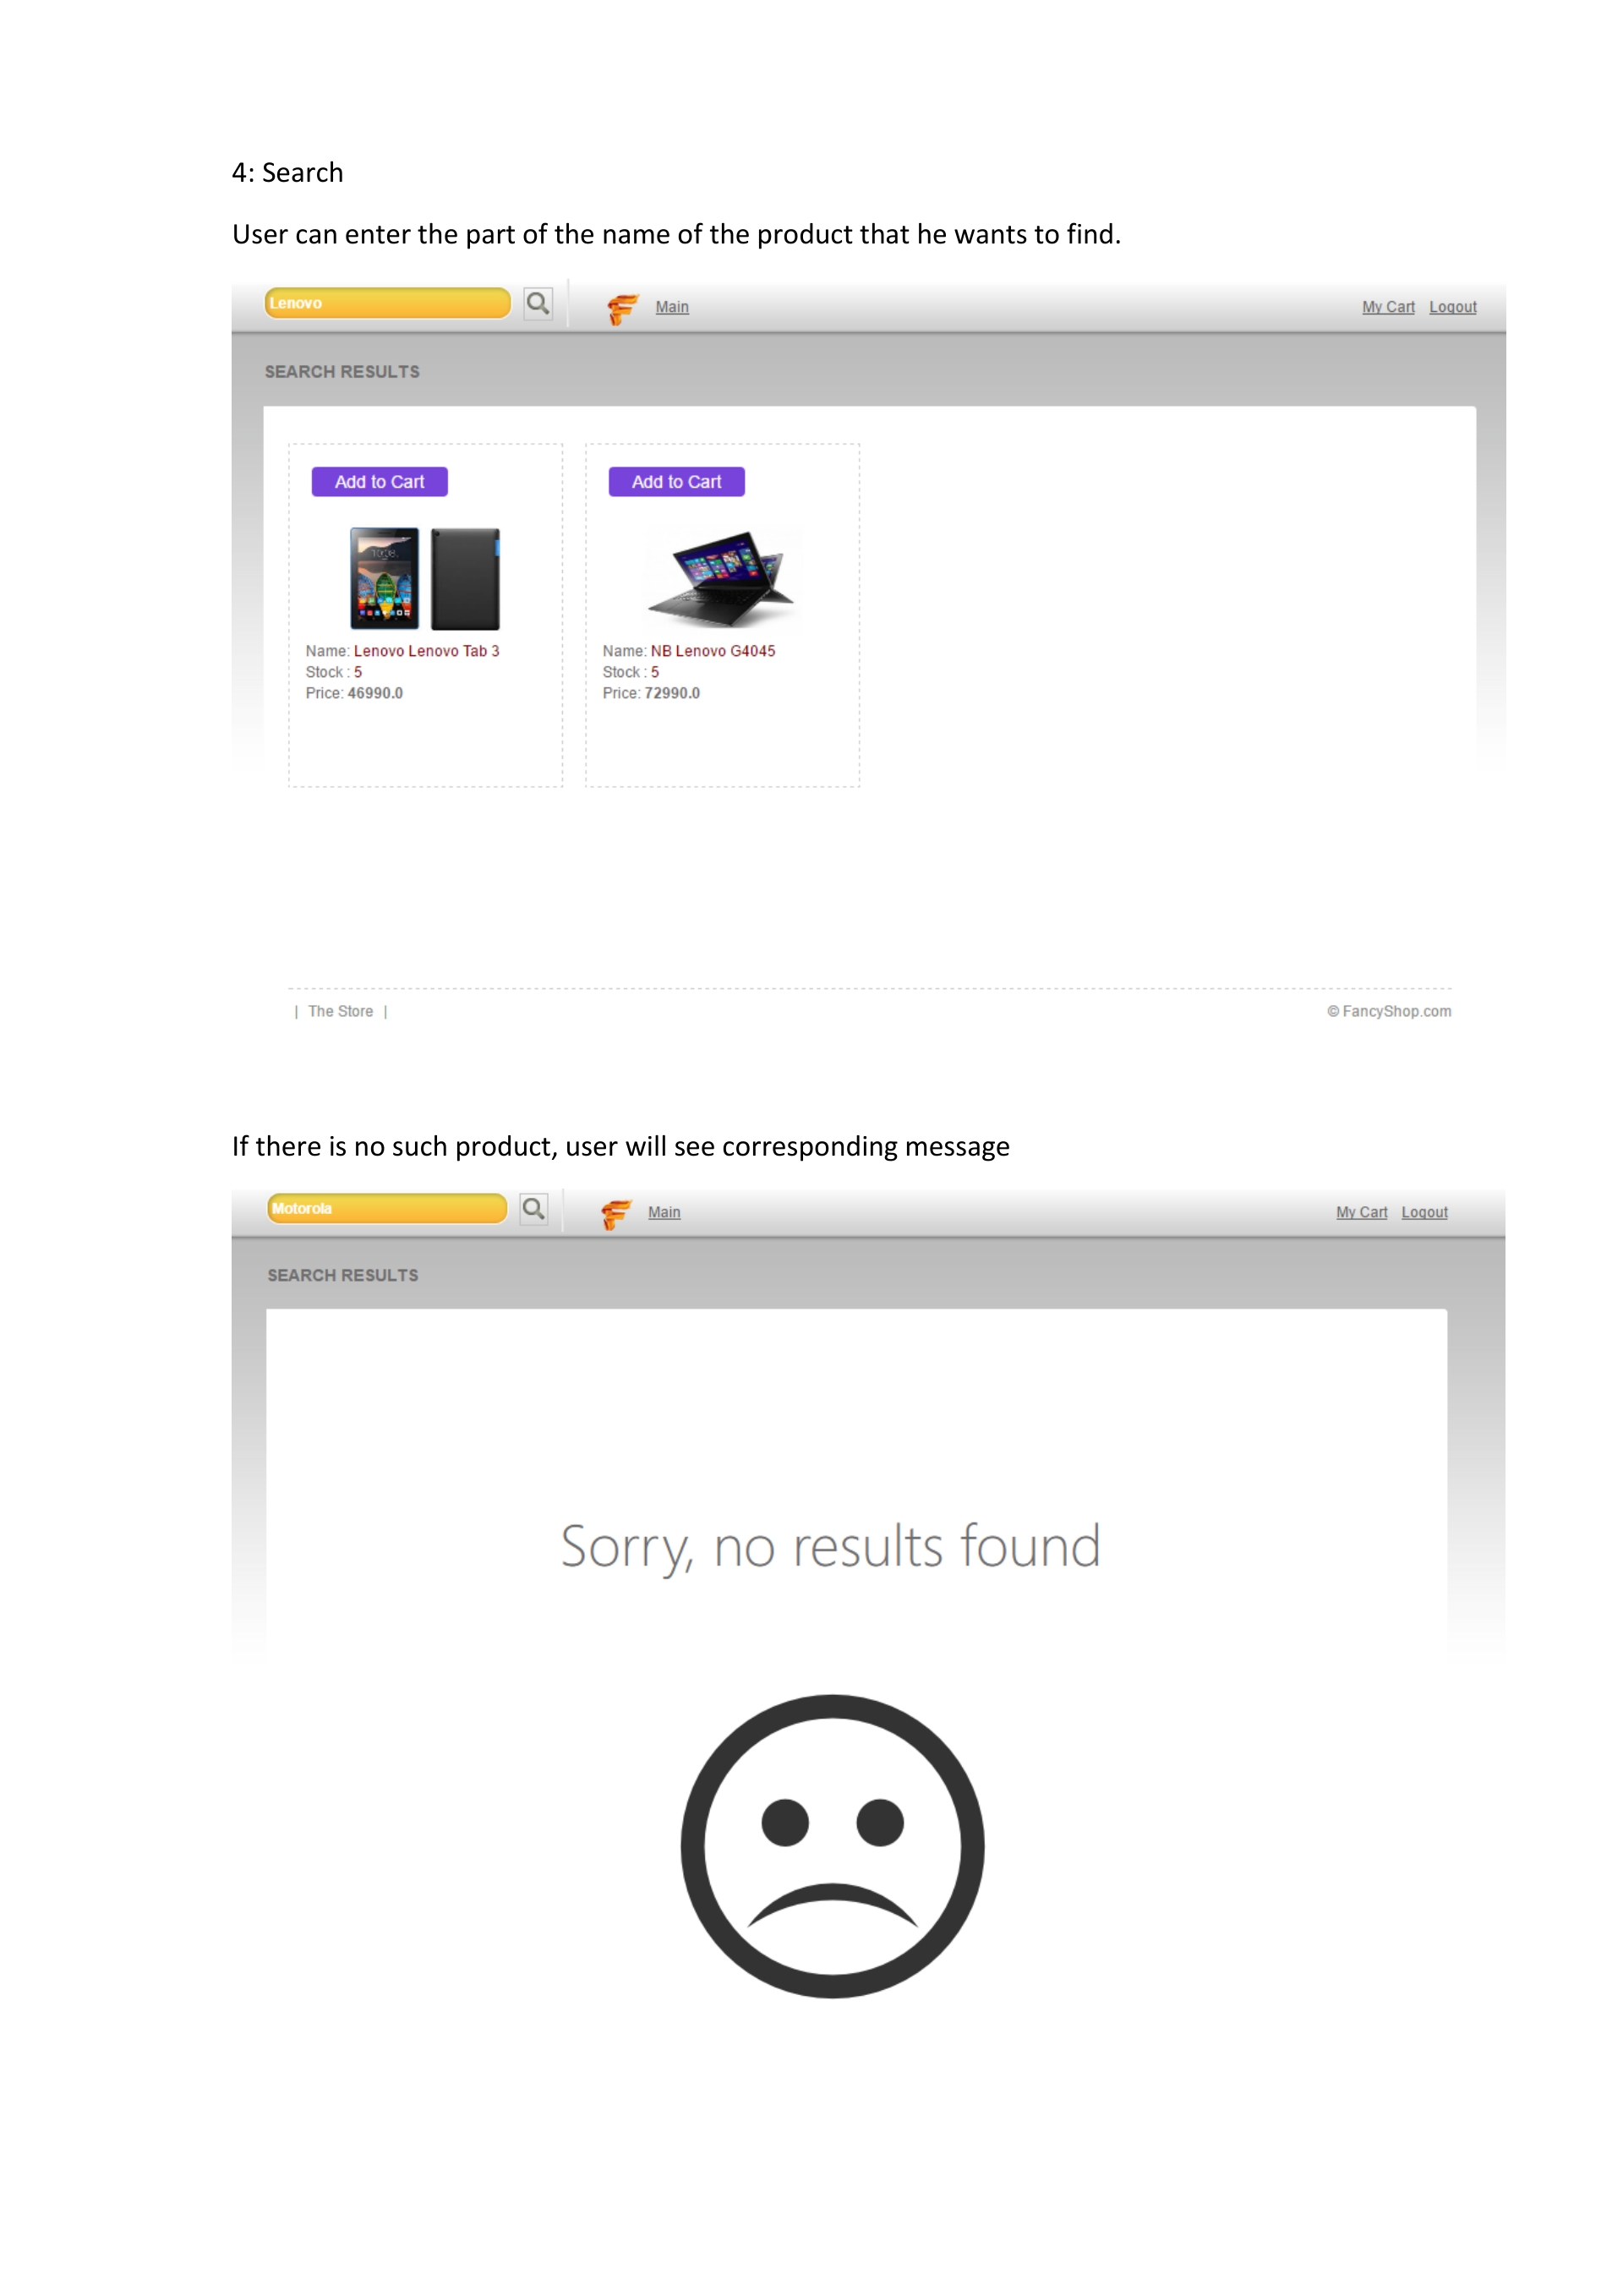 4: Search
User can enter the part of the name of the product that he wants to find.
Lenovo Main My Cart Logout
SEARCH RESULTS
Add to Cart Add to Cart
Name: Lenovo Lenovo Tab 3 Name: NB Lenovo G4045
Stock : 5 Stock : 5
Price: 46990.0 Price: 72990.0
| The Store | © FancyShop.com
If there is no such product, user will see corresponding message
Motorola Main My Cart Logout
SEARCH RESULTS
Sorry, no results found